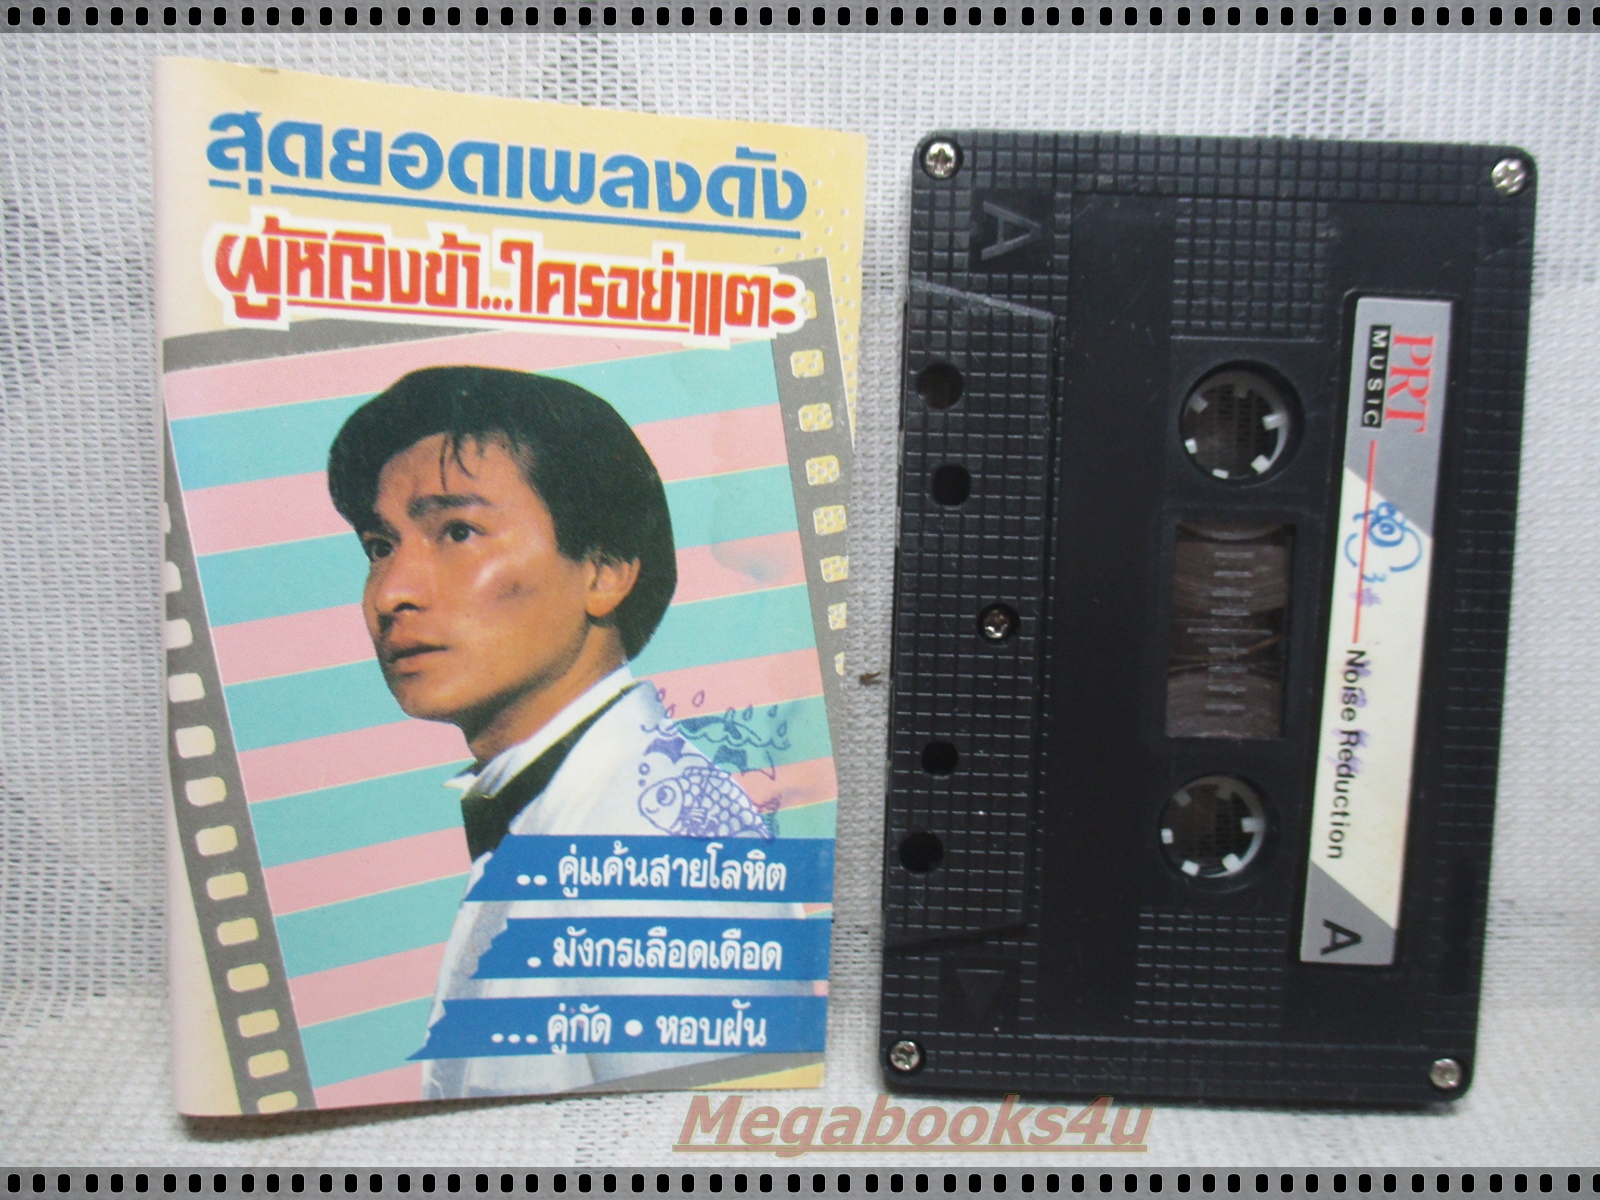 สุดยอดเพลงดัง
ผู้หญิงข้า...ใครอย่าแตะ
.. คู่แค้นสายโลหิต
. มังกรเลือดเดือด
... คู่กัด • หอบฝัน
A
PRT
MUSIC
Noise Reduction
A
Megabooks4u